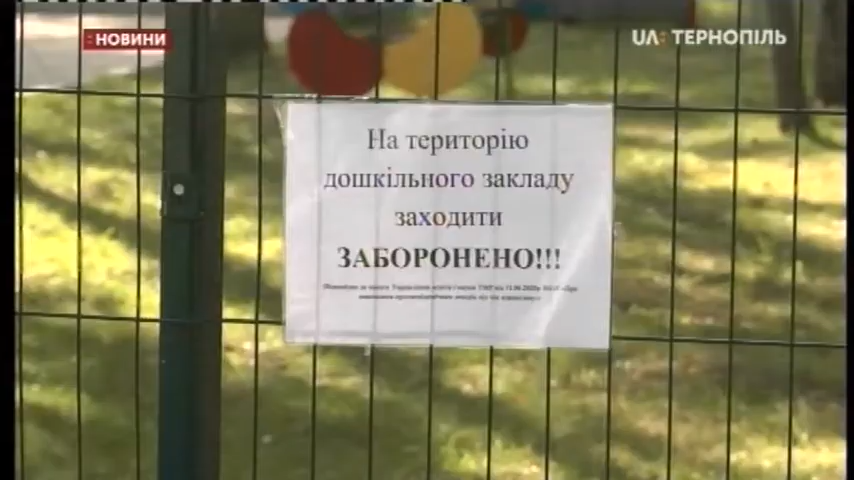 :НОВИНИ
UA: ТЕРНОПІЛЬ
На територію
дошкільного закладу
заходити
ЗАБОРОНЕНО!!!